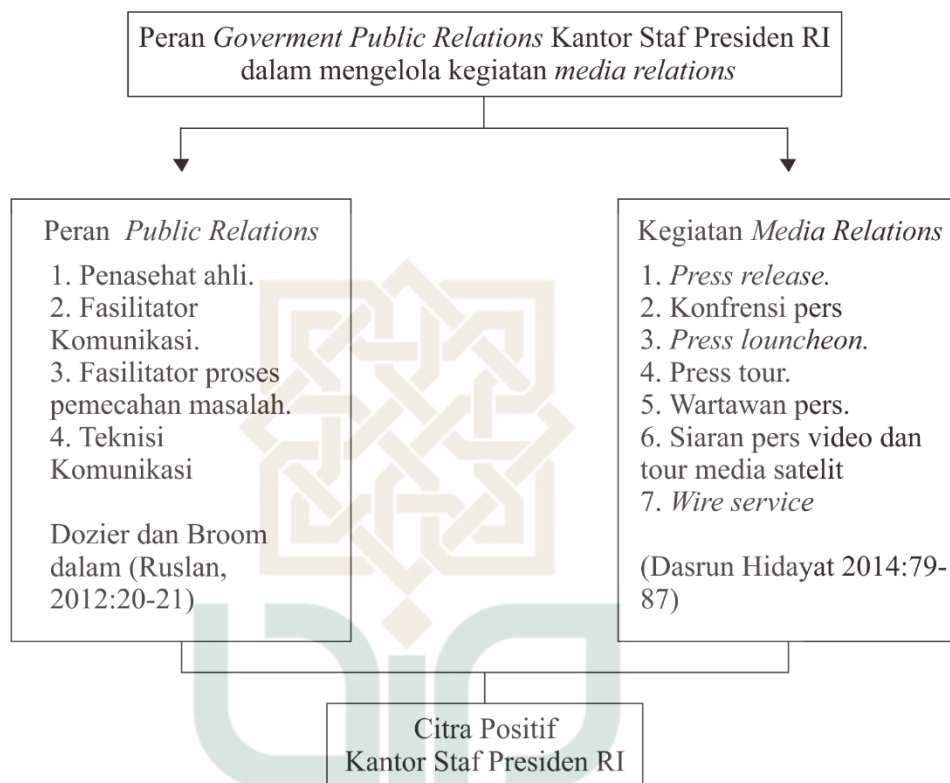 Peran Goverment Public Relations Kantor Staf Presiden RI
dalam mengelola kegiatan media relations
Peran Public Relations
1. Penasehat ahli.
2. Fasilitator
Komunikasi.
3. Fasilitator proses
pemecahan masalah.
4. Teknisi
Komunikasi
Dozier dan Broom
dalam (Ruslan,
2012:20-21)
Kegiatan Media Relations
1. Press release.
2. Konfrensi pers
3. Press louncheon.
4. Press tour.
5. Wartawan pers.
6. Siaran pers video dan
tour media satelit
7. Wire service
(Dasrun Hidayat 2014:79-
87)
Citra Positif
Kantor Staf Presiden RI